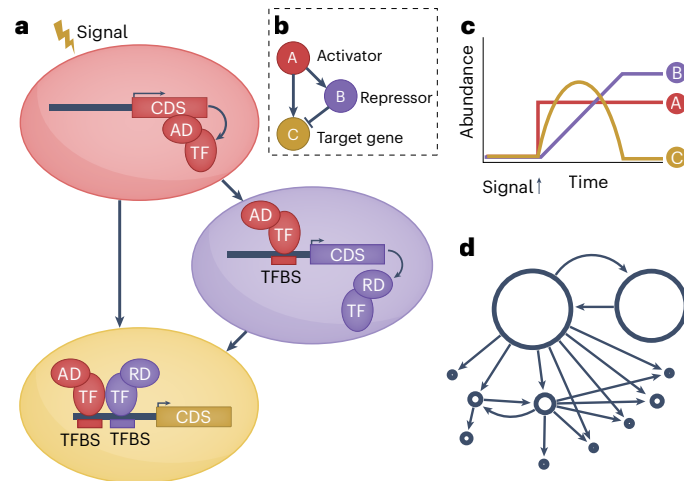 a
Signal
CDS
AD
TF
AD
TF
CDS
TFBS
RD
TF
AD
RD
TF
TF
CDS
TFBS
TFBS
b
A
Activator
B
Repressor
C
Target gene
c
Abundance
B
A
C
Signal ↑
Time
d